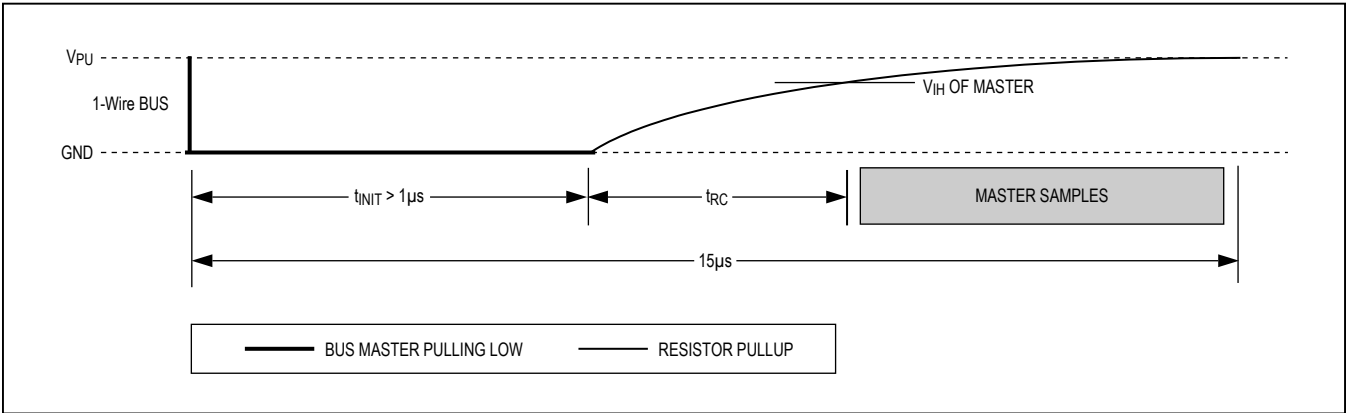 VPU
1-Wire BUS
VIH OF MASTER
GND
tINIT > 1µs
tRC
MASTER SAMPLES
15µs
BUS MASTER PULLING LOW
RESISTOR PULLUP